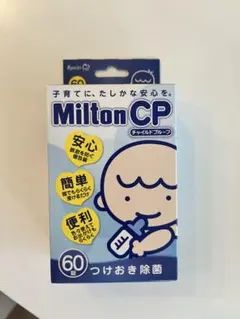 Kyorin
子育てに、たしかな安心を。
Milton CP
チャイルドプルーフ
安心
簡単
便利
60錠
つけおき除菌